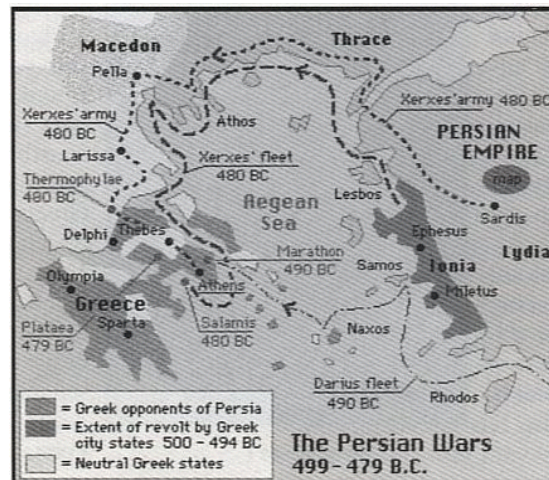 Macedon
Thrace
Pella
Xerxes' army
480 BC
Athos
Xerxes' army 480 BC
PERSIAN
EMPIRE
map
Larissa
Xerxes' fleet
480 BC
Thermophylae
480 BC
Lesbos
Sardis
Aegean
Sea
Delphi
Thebes
Marathon
490 BC
Ephesus
Lydia
Ionia
Samos
Olympia
Athens
Greece
Miletus
Plataea
479 BC
Sparta
Salamis
480 BC
Naxos
Darius fleet
490 BC
Rhodos
= Greek opponents of Persia
= Extent of revolt by Greek
city states 500 - 494 BC
= Neutral Greek states
The Persian Wars
499 - 479 B.C.